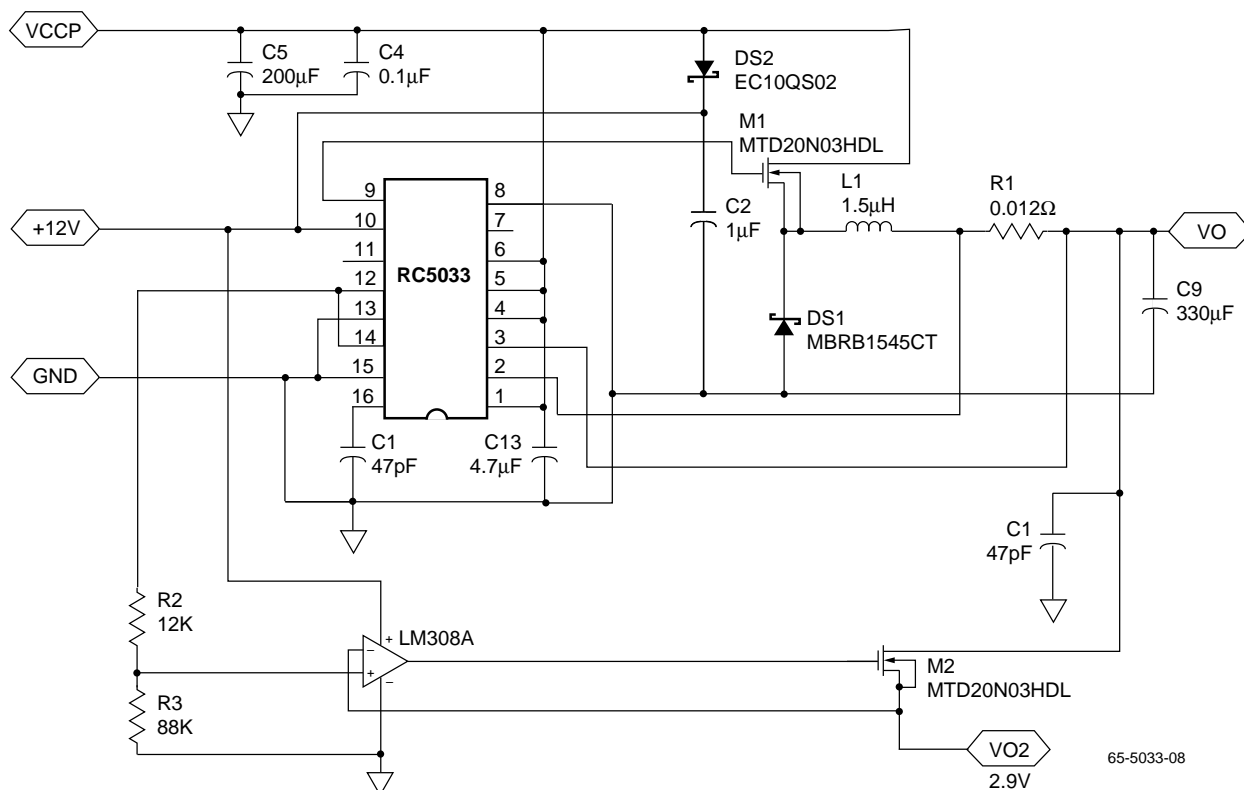 VCCP
C5
200µF
C4
0.1µF
DS2
EC10QS02
M1
MTD20N03HDL
L1
1.5µH
R1
0.012Ω
+12V
VO
C2
1µF
C9
330µF
9
10
11
12
13
14
15
16
RC5033
8
7
6
5
4
3
2
1
DS1
MBRB1545CT
GND
C1
47pF
C13
4.7µF
C1
47pF
R2
12K
+ LM308A
–
+
–
M2
MTD20N03HDL
R3
88K
VO2
2.9V
65-5033-08